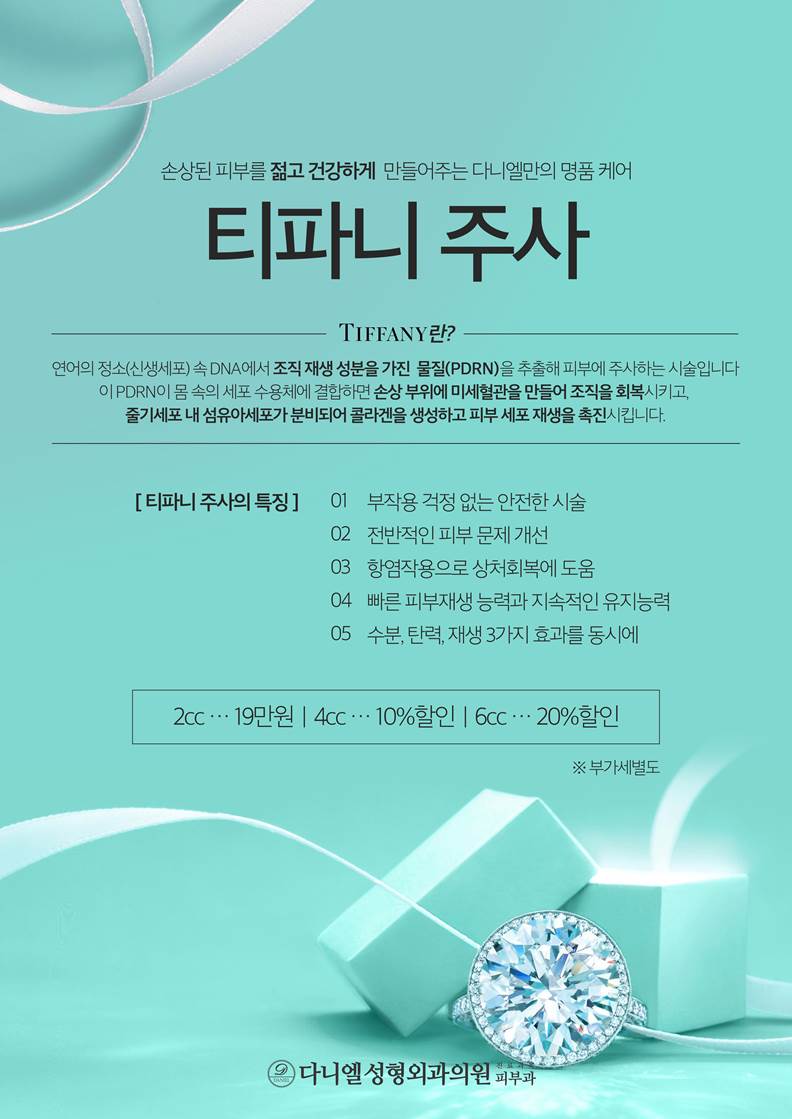 손상된 피부를 젊고 건강하게 만들어주는 다니엘만의 명품 케어
티파니 주사
TIFFANY란?
연어의 정소(신생세포) 속 DNA에서 조직 재생 성분을 가진 물질(PDRN)을 추출해 피부에 주사하는 시술입니다
이 PDRN이 몸 속의 세포 수용체에 결합하면 손상 부위에 미세혈관을 만들어 조직을 회복시키고,
줄기세포 내 섬유아세포가 분비되어 콜라겐을 생성하고 피부 세포 재생을 촉진시킵니다.
[ 티파니 주사의 특징 ]
01 부작용 걱정 없는 안전한 시술
02 전반적인 피부 문제 개선
03 항염작용으로 상처회복에 도움
04 빠른 피부재생 능력과 지속적인 유지능력
05 수분, 탄력, 재생 3가지 효과를 동시에
2cc ··· 19만원 | 4cc ··· 10%할인 | 6cc ··· 20%할인
※ 부가세별도
다니엘성형외과의원 진료과목 피부과